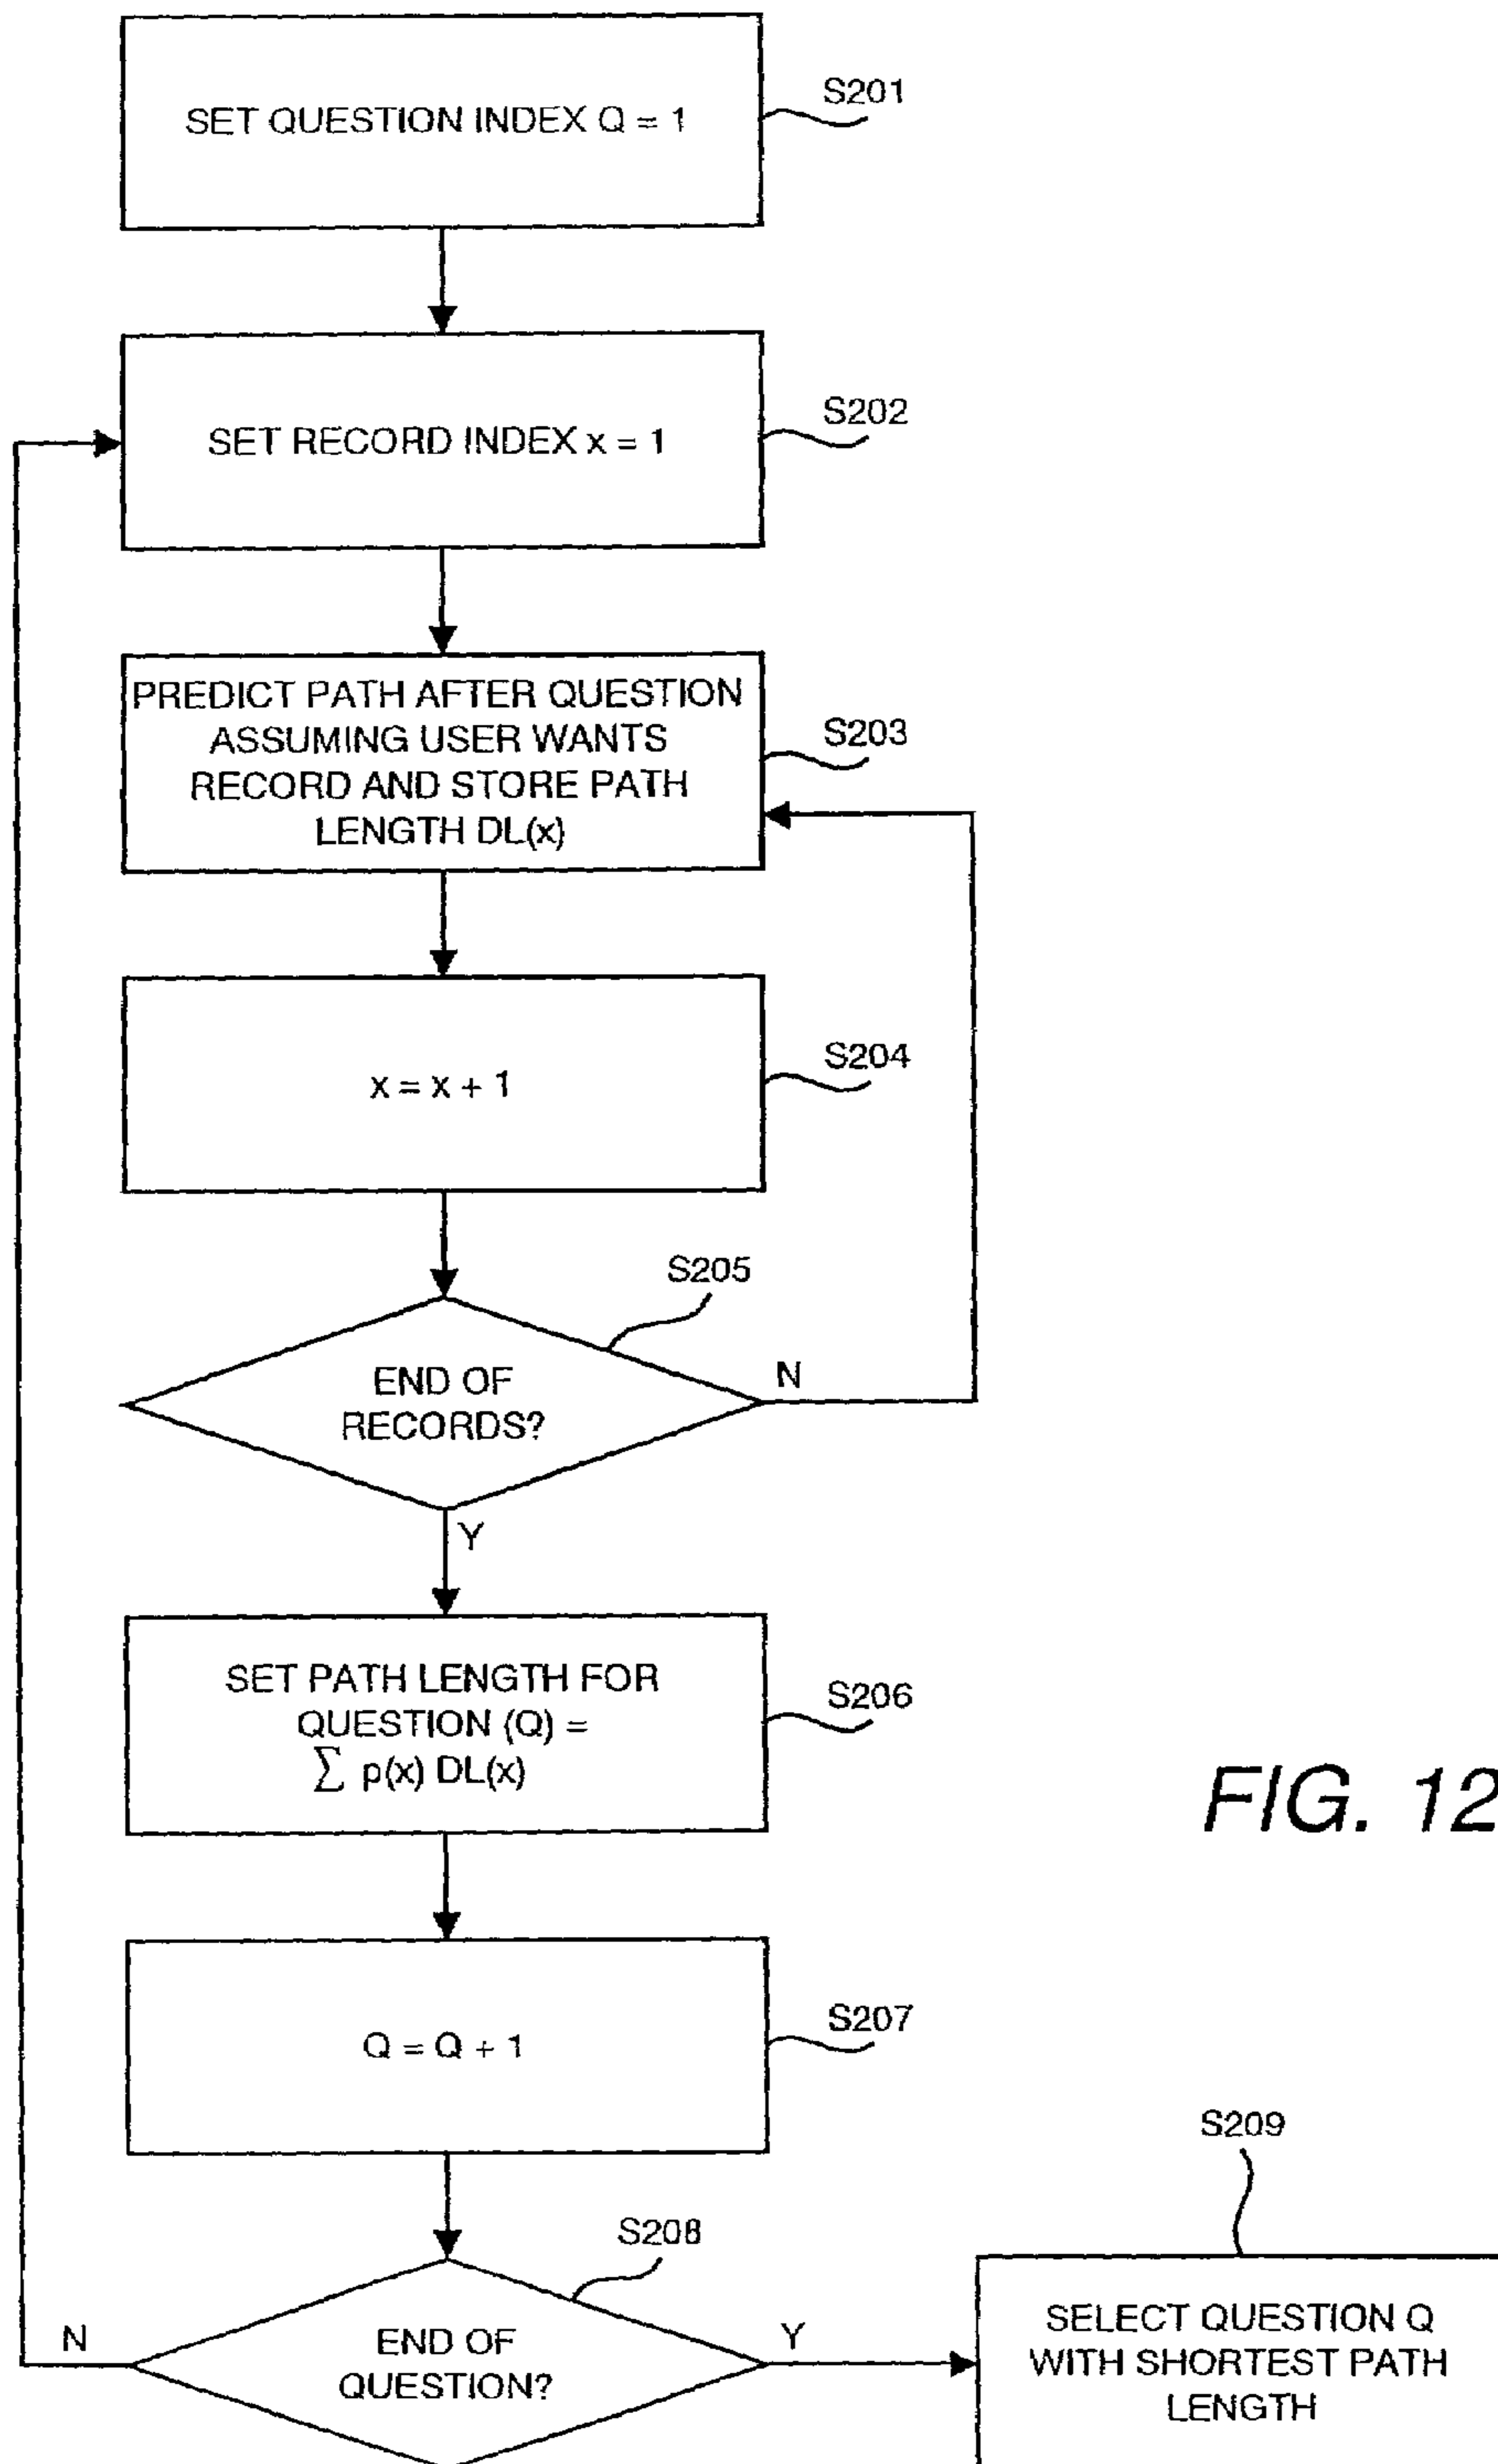 SET QUESTION INDEX Q = 1
S201
SET RECORD INDEX x = 1
S202
PREDICT PATH AFTER QUESTION
ASSUMING USER WANTS
RECORD AND STORE PATH
LENGTH DL(x)
S203
x = x + 1
S204
S205
END OF
RECORDS?
N
Y
SET PATH LENGTH FOR
QUESTION (Q) =
∑ p(x) DL(x)
S206
FIG. 12
Q = Q + 1
S207
S208
END OF
QUESTION?
N
Y
S209
SELECT QUESTION Q
WITH SHORTEST PATH
LENGTH